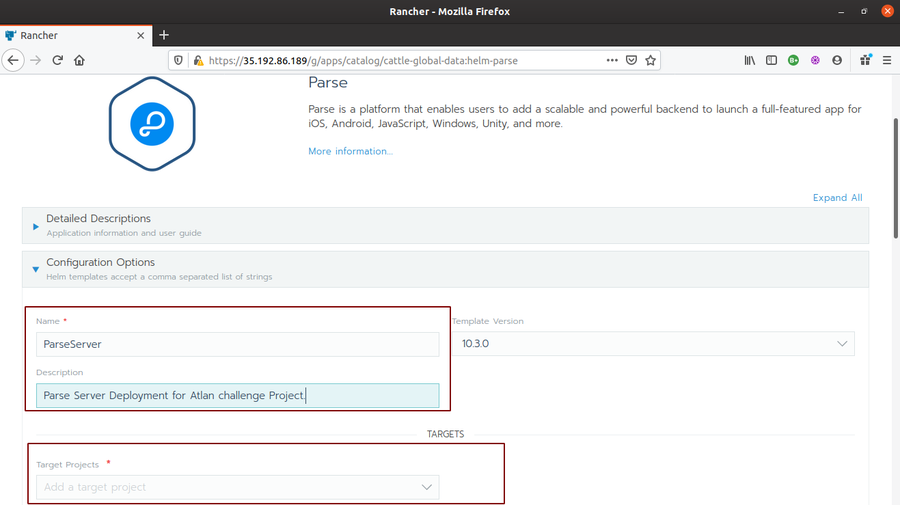 Rancher - Mozilla Firefox
Rancher
https://35.192.86.189/g/apps/catalog/cattle-global-data:helm-parse
Parse
Parse is a platform that enables users to add a scalable and powerful backend to launch a full-featured app for
iOS, Android, JavaScript, Windows, Unity, and more.
More information...
Expand All
Detailed Descriptions
Application information and user guide
Configuration Options
Helm templates accept a comma separated list of strings
Name *
Template Version
ParseServer
10.3.0
Description
Parse Server Deployment for Atlan challenge Project.
TARGETS
Target Projects *
Add a target project